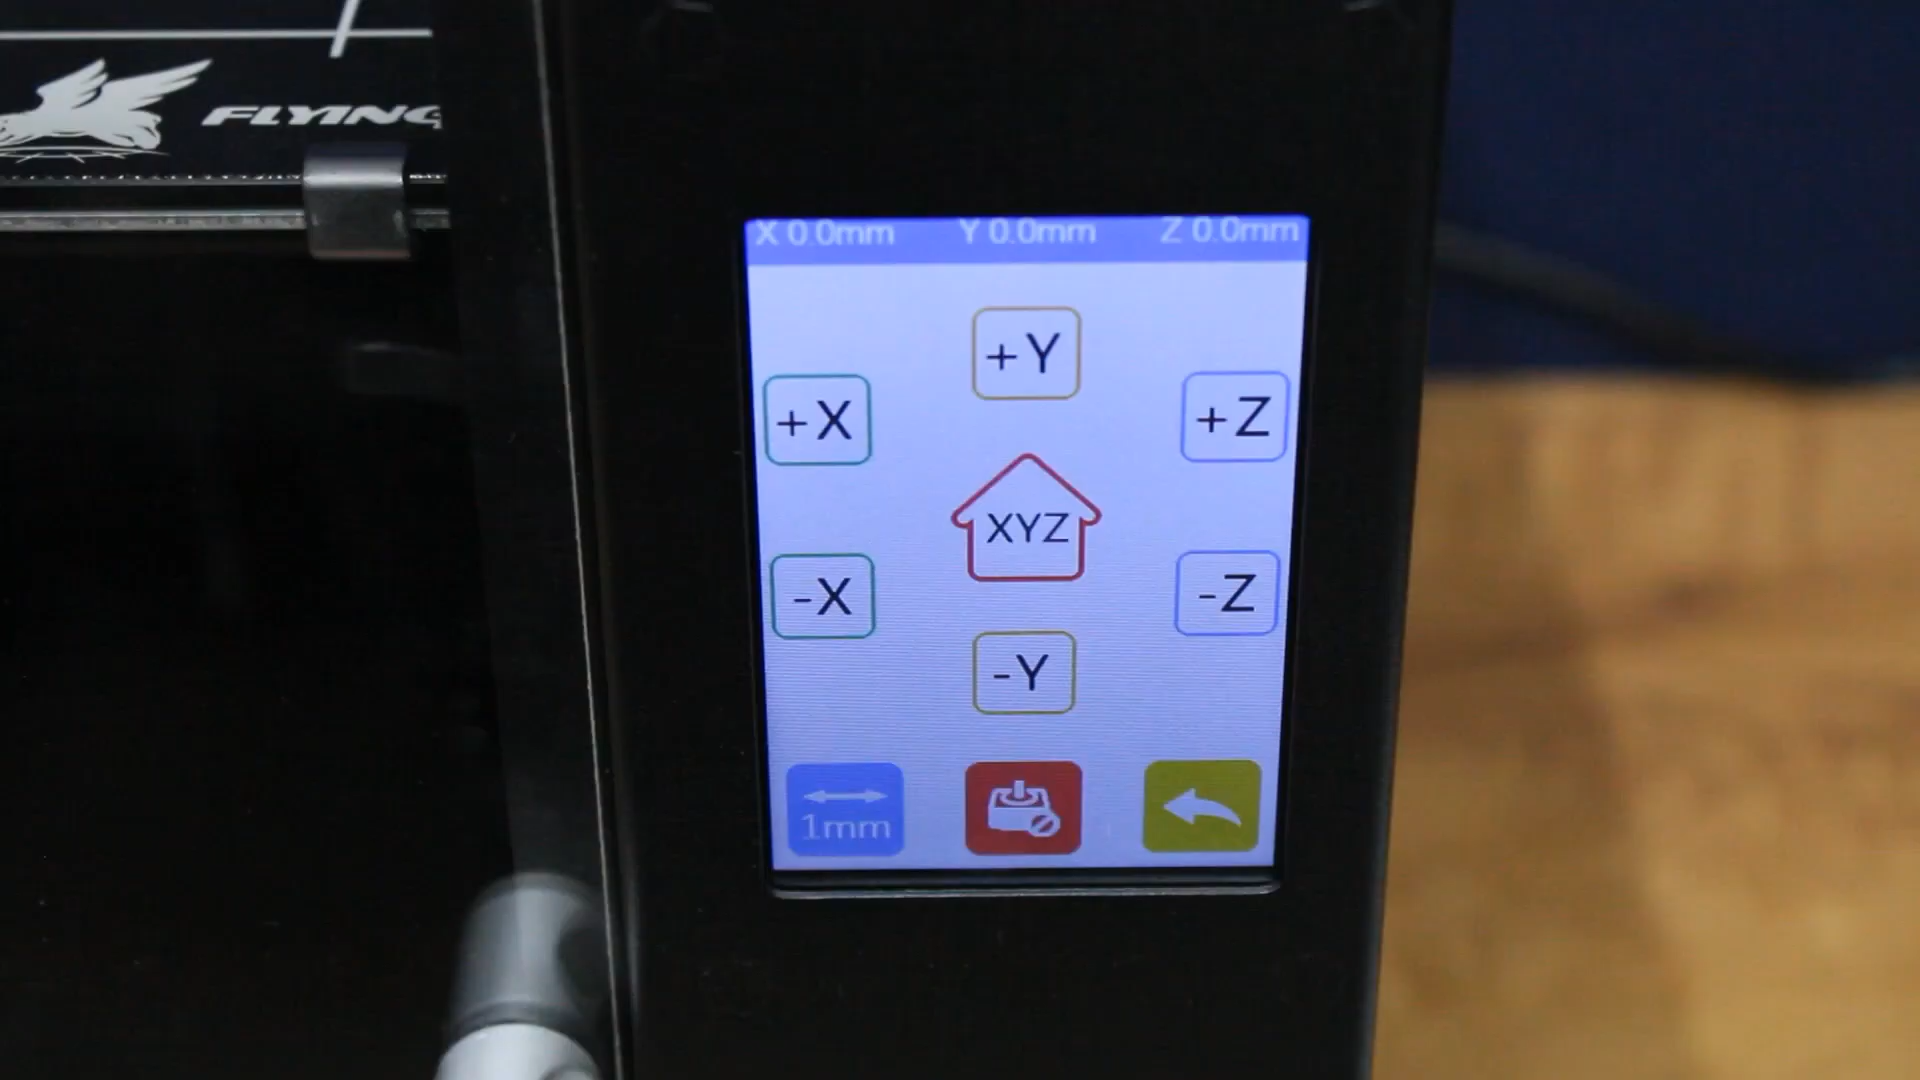 FLYING
X 0.0mm Y 0.0mm Z 0.0mm
+Y
+X
+Z
XYZ
-X
-Z
-Y
1mm